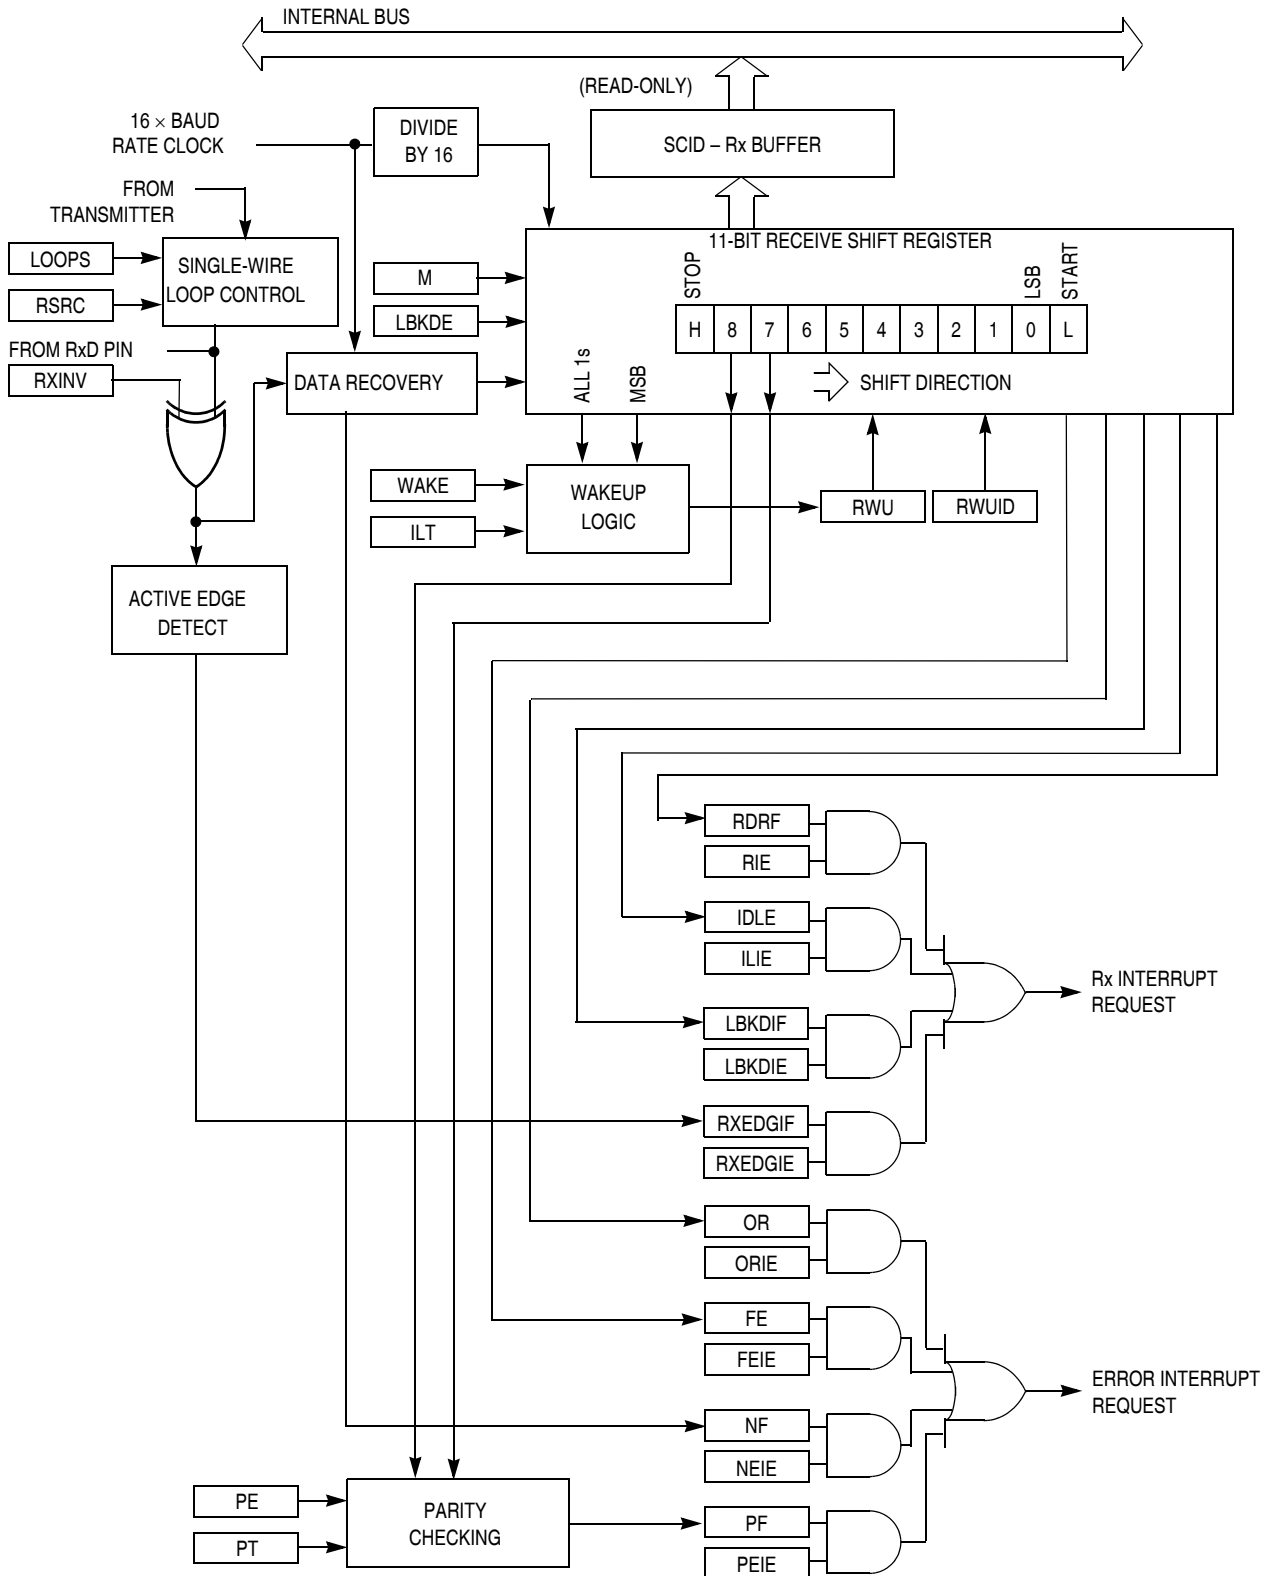 INTERNAL BUS
(READ-ONLY)
16 × BAUD
RATE CLOCK
DIVIDE
BY 16
SCID – Rx BUFFER
FROM
TRANSMITTER
LOOPS
RSRC
SINGLE-WIRE
LOOP CONTROL
11-BIT RECEIVE SHIFT REGISTER
STOP
LSB
START
M
LBKDE
H 8 7 6 5 4 3 2 1 0 L
FROM RxD PIN
RXINV
DATA RECOVERY
ALL 1s
MSB
SHIFT DIRECTION
WAKE
ILT
WAKEUP
LOGIC
RWU
RWUID
ACTIVE EDGE
DETECT
RDRF
RIE
IDLE
ILIE
Rx INTERRUPT
REQUEST
LBKDIF
LBKDIE
RXEDGIF
RXEDGIE
OR
ORIE
FE
FEIE
ERROR INTERRUPT
REQUEST
NF
NEIE
PE
PT
PARITY
CHECKING
PF
PEIE